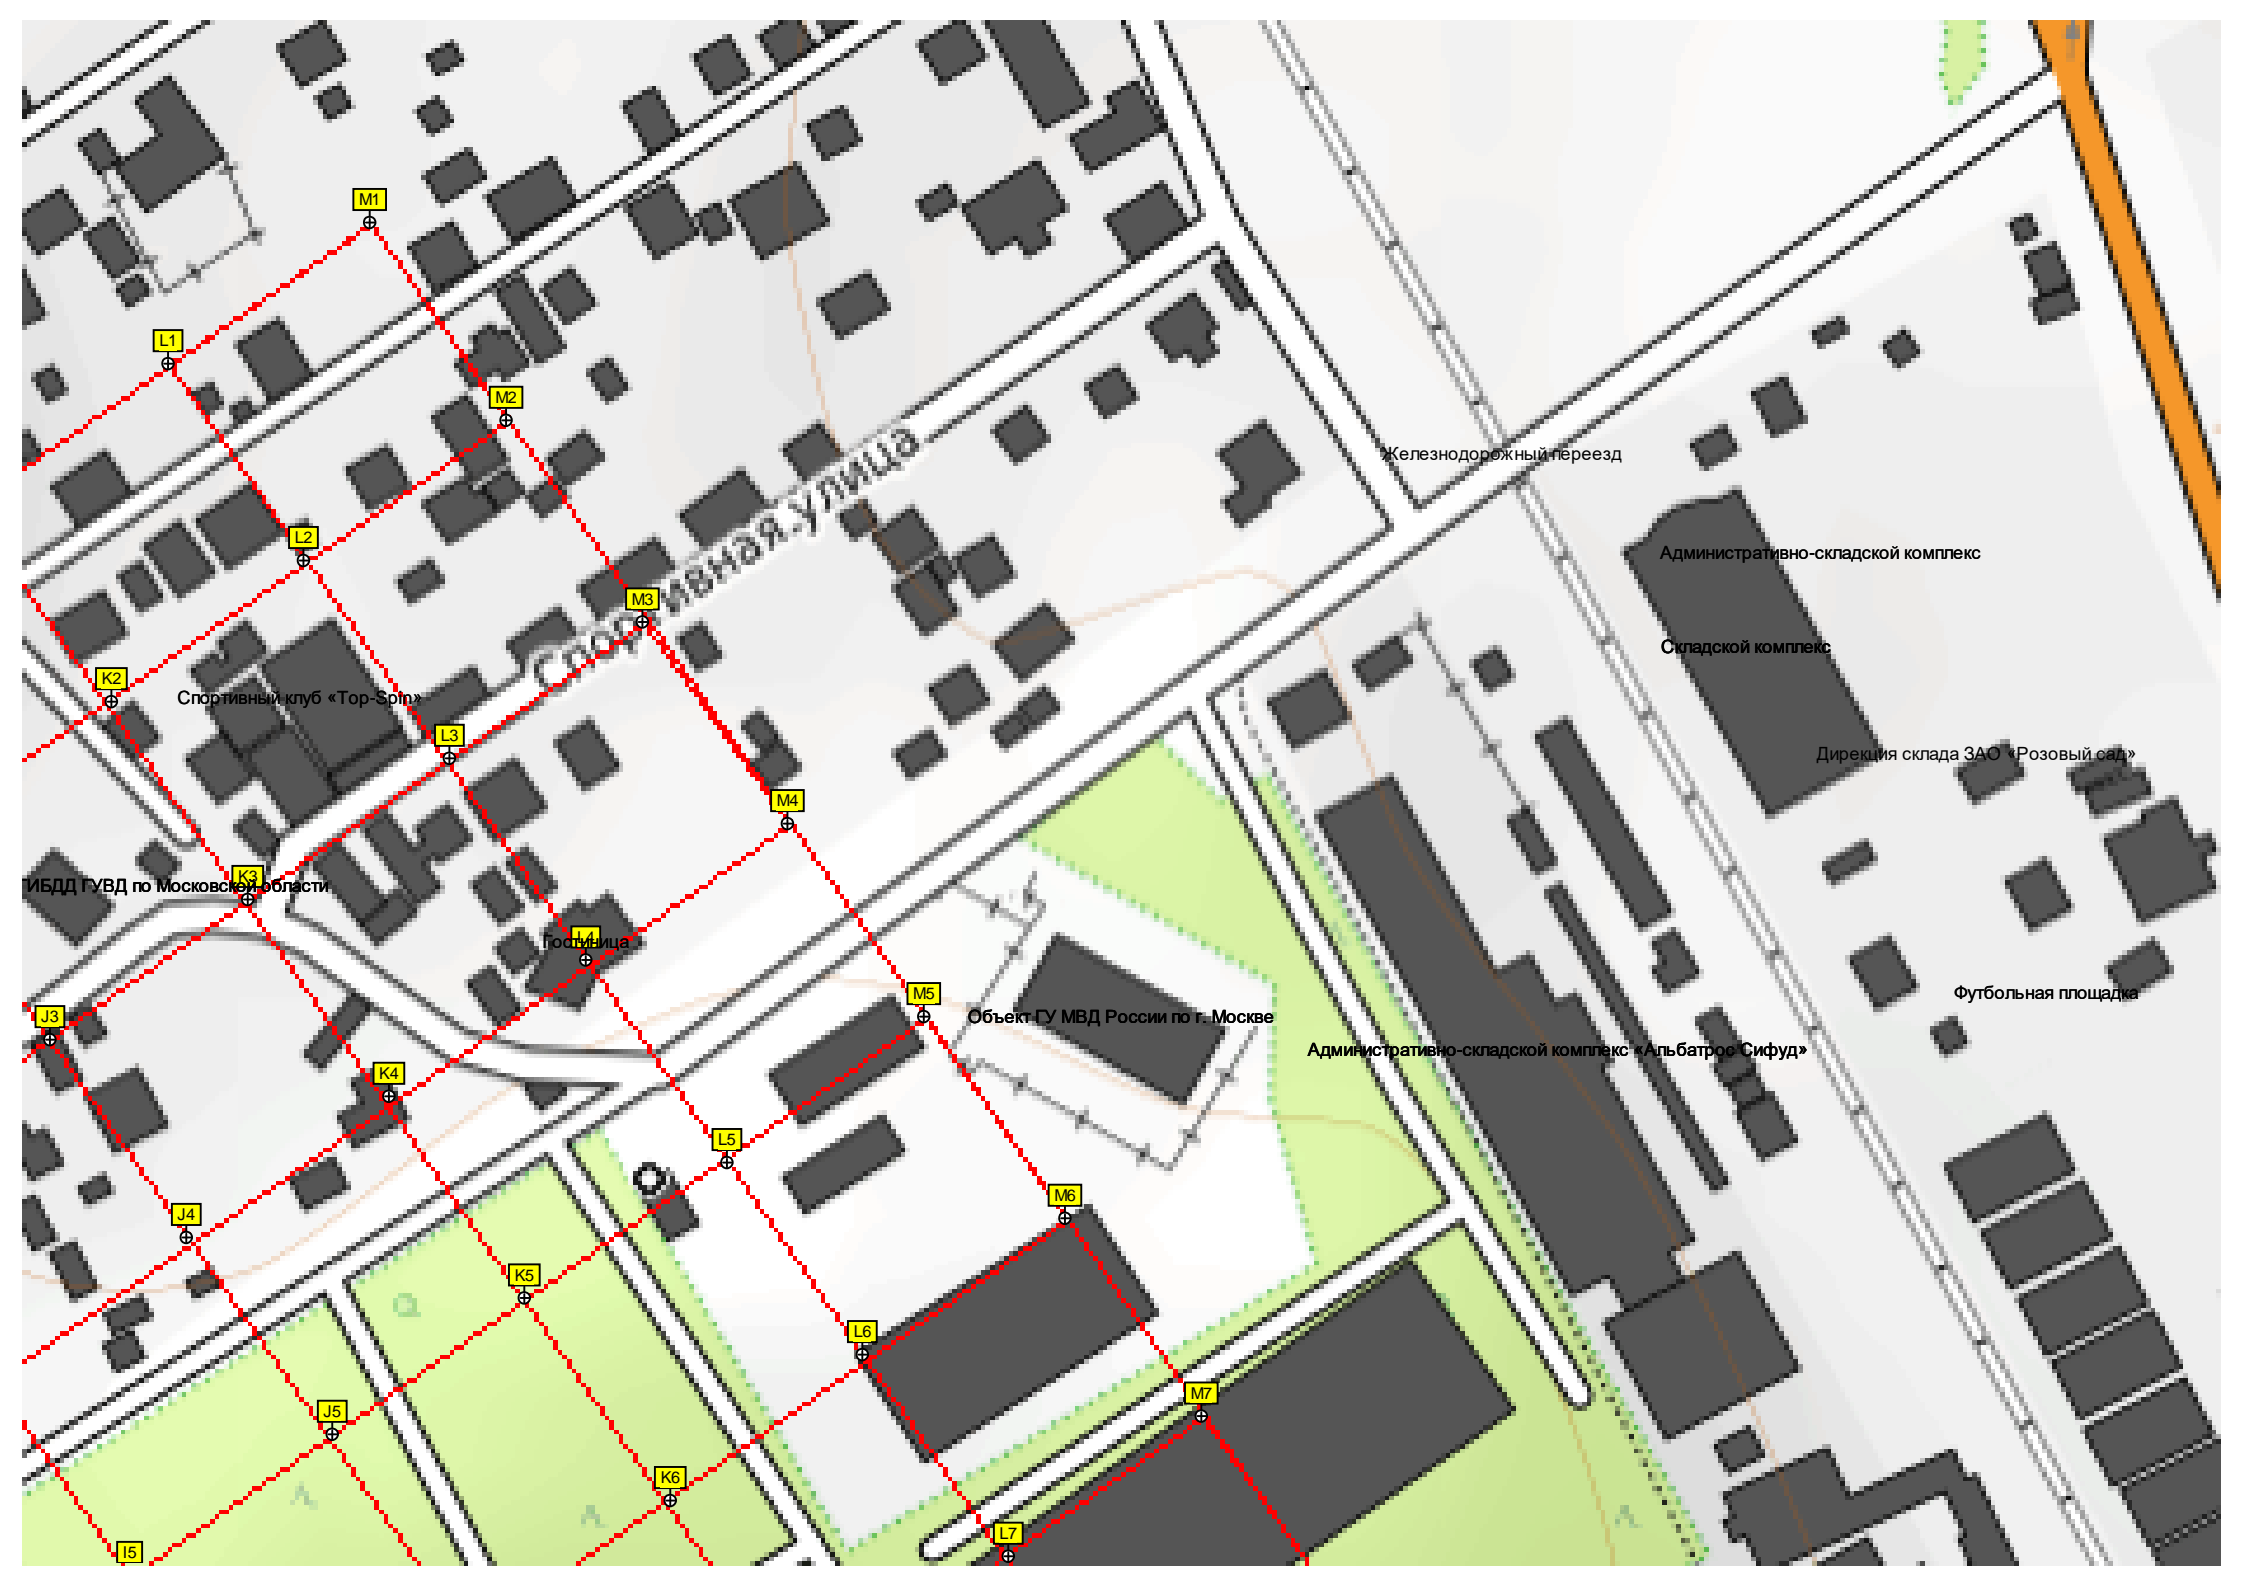 M1
L1
M2
Железнодорожный переезд
Спортивная улица
L2
Административно-складской комплекс
M3
Складской комплекс
K2
Спортивный клуб «Top-Spin»
L3
Дирекция склада ЗАО «Розовый сад»
M4
K3
ГИБДД ГУВД по Московской области
L4
Гостиница
M5
Футбольная площадка
J3
Объект ГУ МВД России по г. Москве
Административно-складской комплекс «Альбатрос Сифуд»
K4
L5
M6
J4
K5
L6
M7
J5
K6
L7
I5